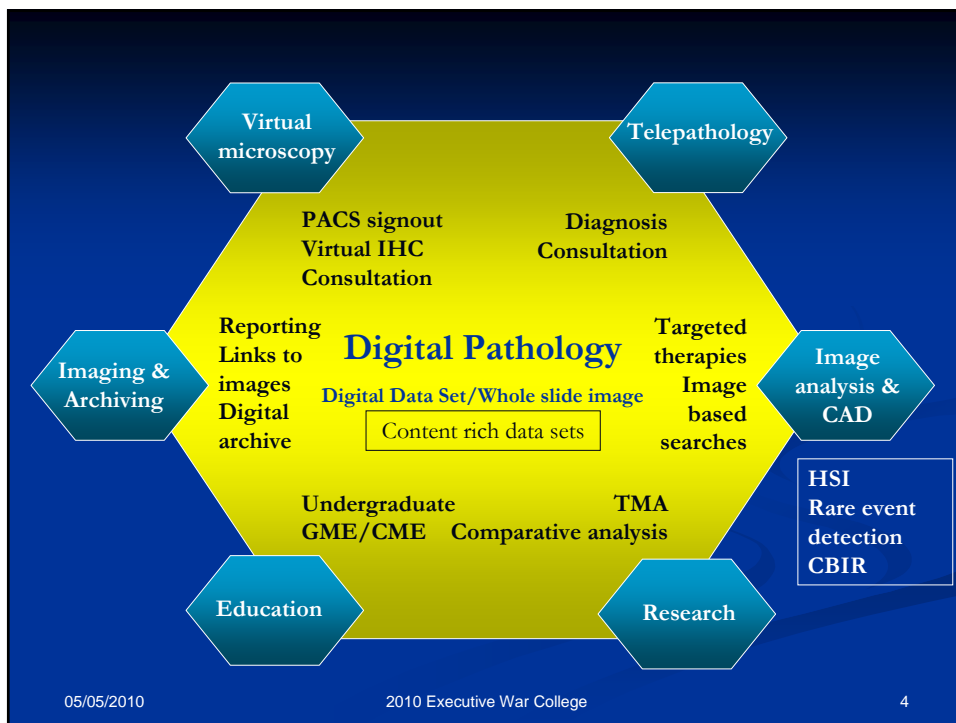 Virtual
microscopy
Telepathology
PACS signout
Virtual IHC
Consultation
Diagnosis
Consultation
Imaging &
Archiving
Reporting
Links to
images
Digital
archive
Digital Pathology
Digital Data Set/Whole slide image
Content rich data sets
Targeted
therapies
Image
based
searches
Image
analysis &
CAD
HSI
Rare event
detection
CBIR
Undergraduate
GME/CME
TMA
Comparative analysis
Education
Research
05/05/2010
2010 Executive War College
4